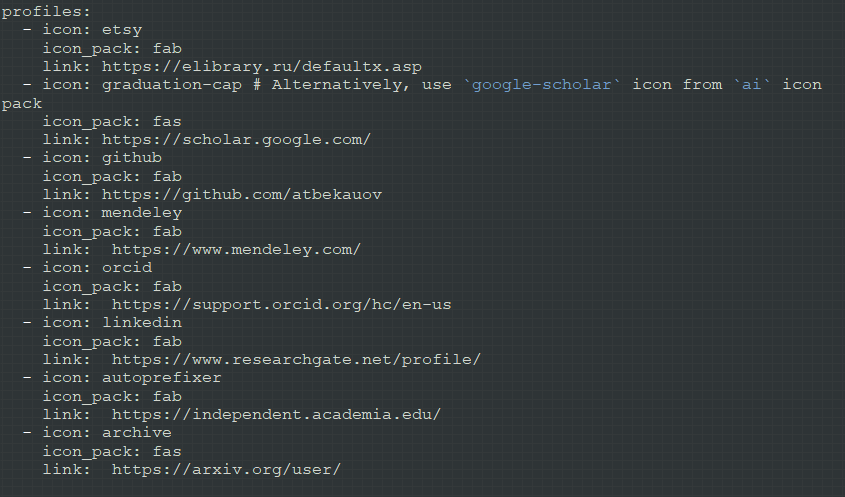 profiles:
  - icon: etsy
    icon_pack: fab
    link: https://elibrary.ru/defaultx.asp
  - icon: graduation-cap # Alternatively, use `google-scholar` icon from `ai` icon
pack
    icon_pack: fas
    link: https://scholar.google.com/
  - icon: github
    icon_pack: fab
    link: https://github.com/atbekauov
  - icon: mendeley
    icon_pack: fab
    link:  https://www.mendeley.com/
  - icon: orcid
    icon_pack: fab
    link:  https://support.orcid.org/hc/en-us
  - icon: linkedin
    icon_pack: fab
    link:  https://www.researchgate.net/profile/
  - icon: autoprefixer
    icon_pack: fab
    link:  https://independent.academia.edu/
  - icon: archive
    icon_pack: fas
    link:  https://arxiv.org/user/